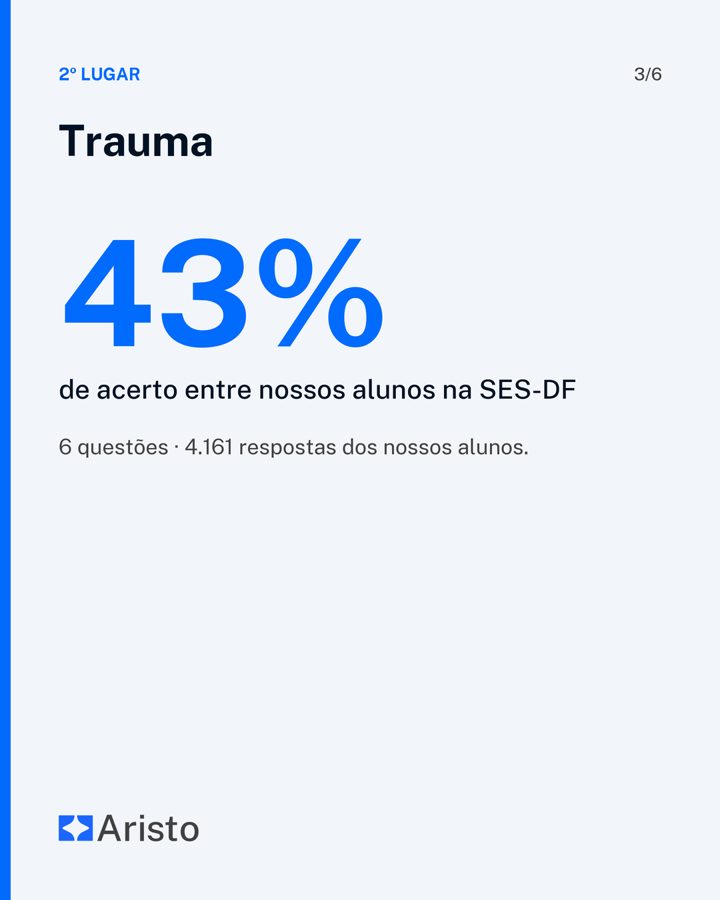 2º LUGAR
3/6
Trauma
43%
de acerto entre nossos alunos na SES-DF
6 questões · 4.161 respostas dos nossos alunos.
Aristo